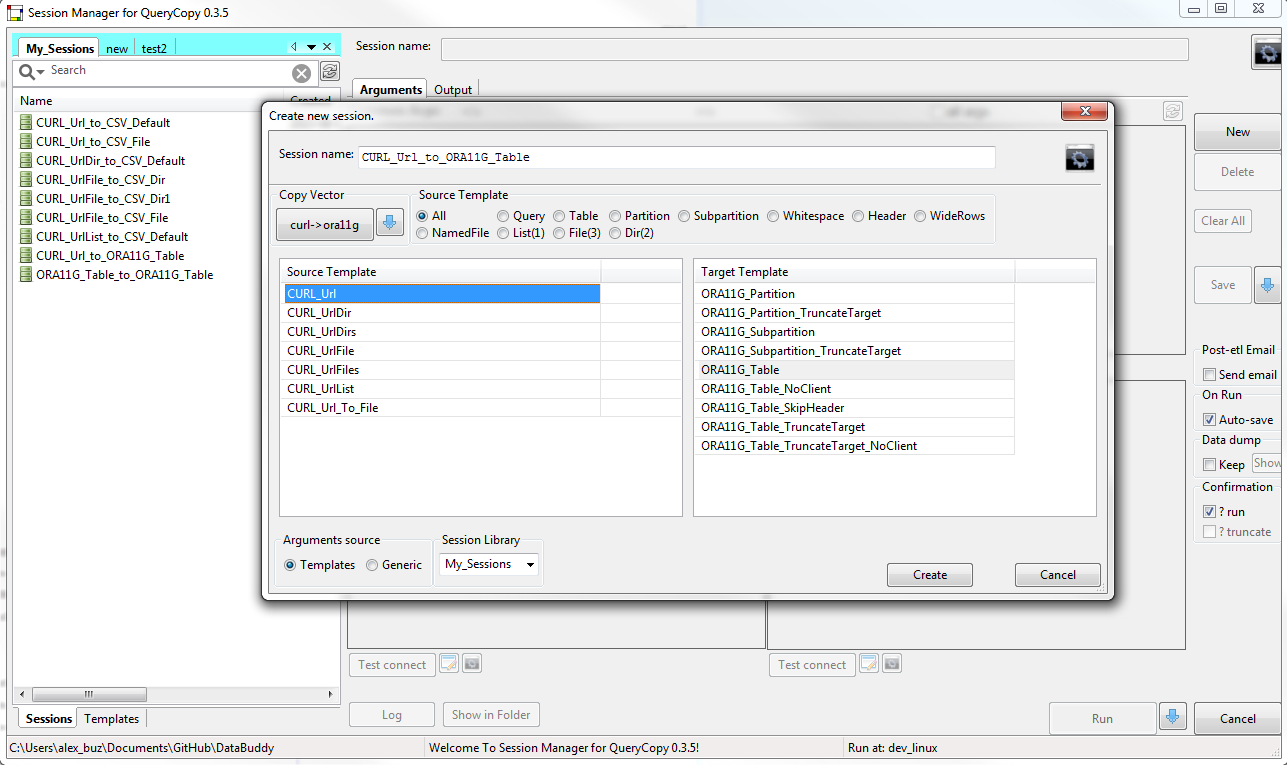 Session Manager for QueryCopy 0.3.5
My_Sessions new test2
Search
Name Created
CURL_Url_to_CSV_Default
CURL_Url_to_CSV_File
CURL_UrlDir_to_CSV_Default
CURL_UrlFile_to_CSV_Dir
CURL_UrlFile_to_CSV_Dir1
CURL_UrlFile_to_CSV_File
CURL_UrlList_to_CSV_Default
CURL_Url_to_ORA11G_Table
ORA11G_Table_to_ORA11G_Table
Sessions Templates
Session name:
Arguments Output
Create new session.
Session name: CURL_Url_to_ORA11G_Table
Copy Vector
curl->ora11g
Source Template
All Query Table Partition Subpartition Whitespace Header WideRows
NamedFile List(1) File(3) Dir(2)
Source Template
CURL_Url
CURL_UrlDir
CURL_UrlDirs
CURL_UrlFile
CURL_UrlFiles
CURL_UrlList
CURL_Url_To_File
Target Template
ORA11G_Partition
ORA11G_Partition_TruncateTarget
ORA11G_Subpartition
ORA11G_Subpartition_TruncateTarget
ORA11G_Table
ORA11G_Table_NoClient
ORA11G_Table_SkipHeader
ORA11G_Table_TruncateTarget
ORA11G_Table_TruncateTarget_NoClient
Arguments source
Templates Generic
Session Library
My_Sessions
Create Cancel
New
Delete
Clear All
Save
Post-etl Email
Send email
On Run
Auto-save
Data dump
Keep Show
Confirmation
? run
? truncate
Test connect Test connect
Log Show in Folder Run Cancel
C:\Users\alex_buz\Documents\GitHub\DataBuddy Welcome To Session Manager for QueryCopy 0.3.5! Run at: dev_linux